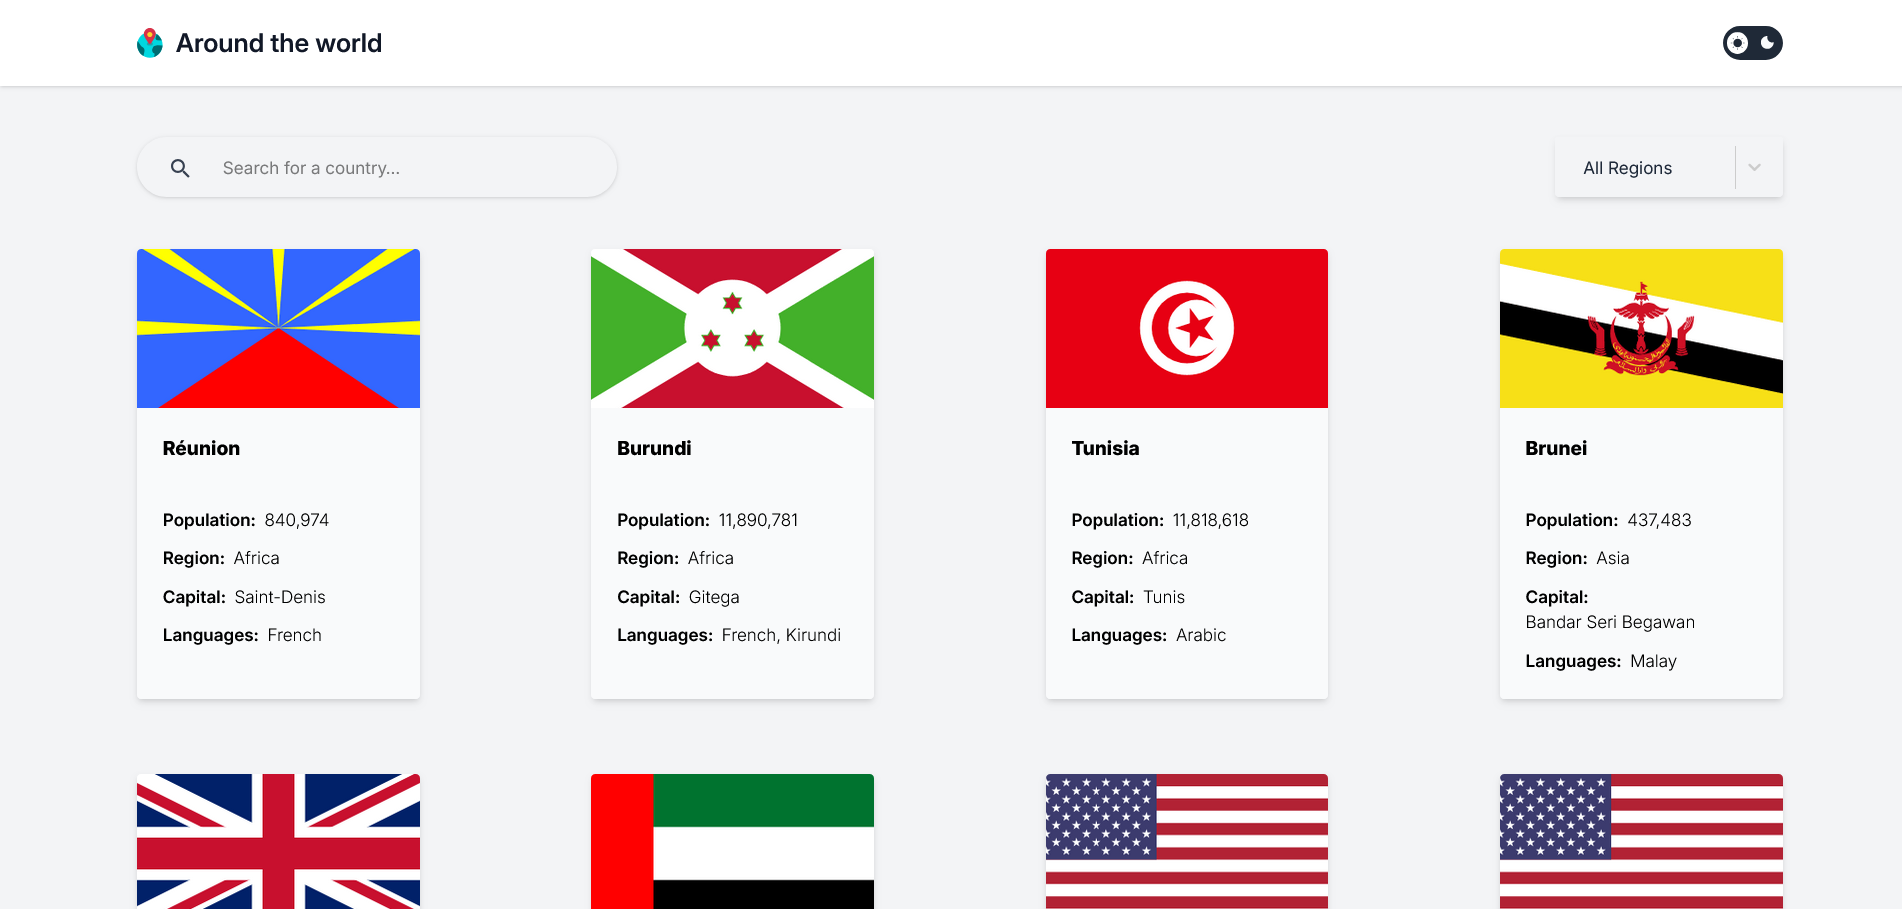 Around the world
Search for a country...
All Regions
Réunion
Population: 840,974
Region: Africa
Capital: Saint-Denis
Languages: French
Burundi
Population: 11,890,781
Region: Africa
Capital: Gitega
Languages: French, Kirundi
Tunisia
Population: 11,818,618
Region: Africa
Capital: Tunis
Languages: Arabic
Brunei
Population: 437,483
Region: Asia
Capital:
Bandar Seri Begawan
Languages: Malay